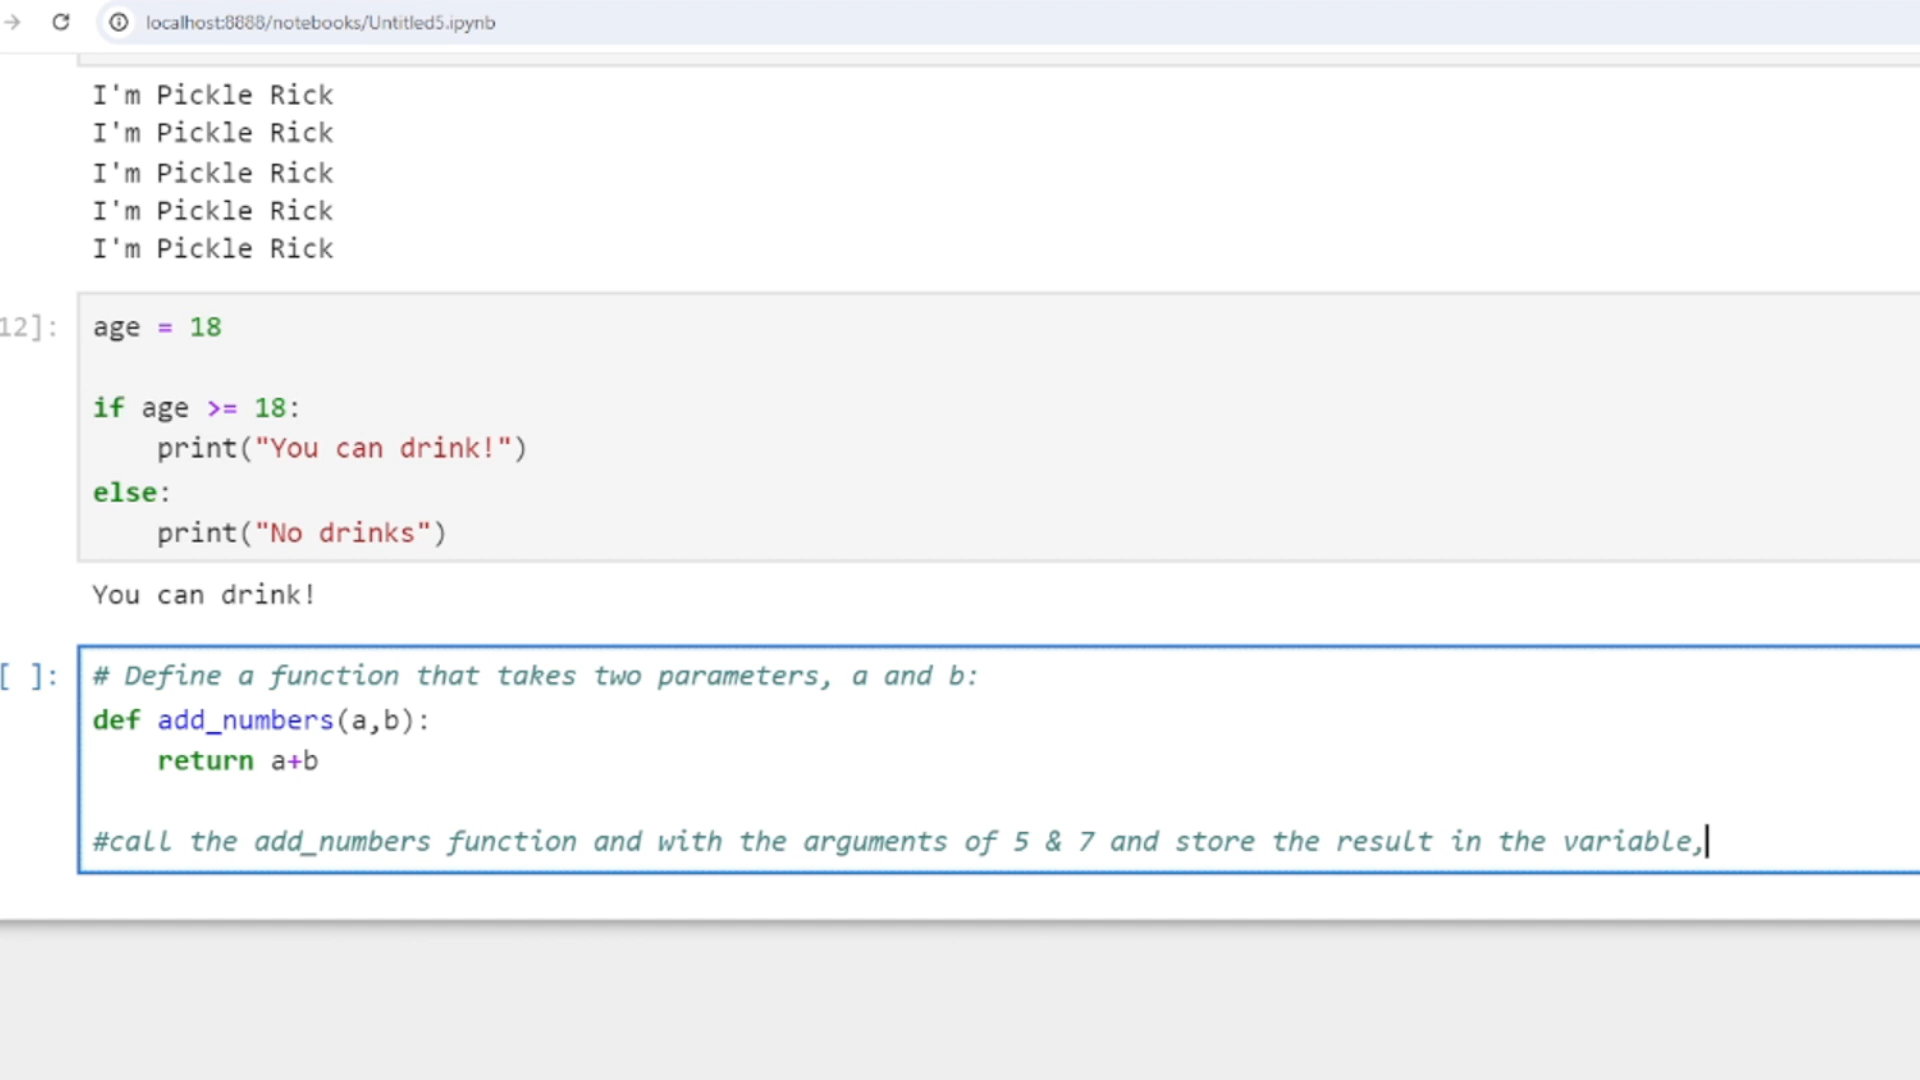 localhost:8888/notebooks/Untitled5.ipynb
I'm Pickle Rick
I'm Pickle Rick
I'm Pickle Rick
I'm Pickle Rick
I'm Pickle Rick
12]:
age = 18
if age >= 18:
print("You can drink!")
else:
print("No drinks")
You can drink!
[ ]:
# Define a function that takes two parameters, a and b:
def add_numbers(a,b):
return a+b
#call the add_numbers function and with the arguments of 5 & 7 and store the result in the variable,